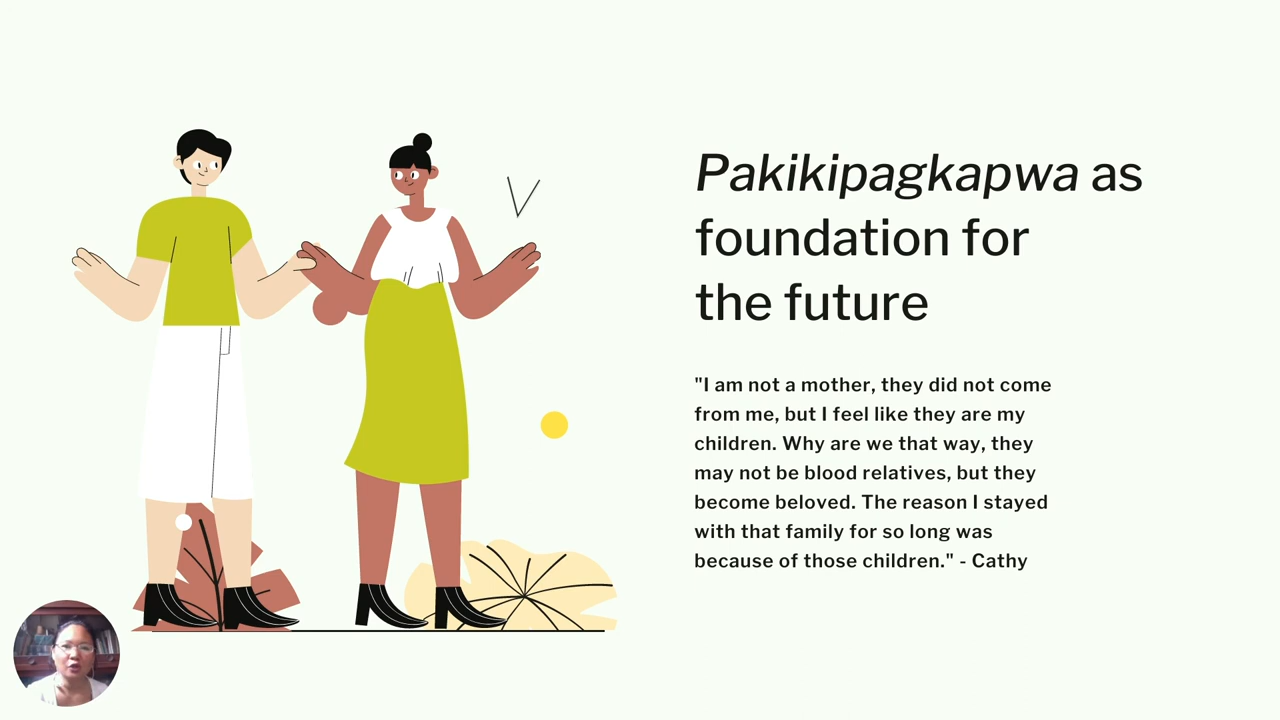 Pakikipagkapwa as
foundation for
the future
"I am not a mother, they did not come
from me, but I feel like they are my
children. Why are we that way, they
may not be blood relatives, but they
become beloved. The reason I stayed
with that family for so long was
because of those children." - Cathy